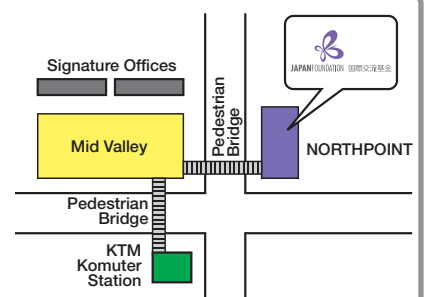 JAPANFOUNDATION 国際交流基金
Signature Offices
Mid Valley
Pedestrian
Bridge
NORTHPOINT
Pedestrian
Bridge
KTM
Komuter
Station